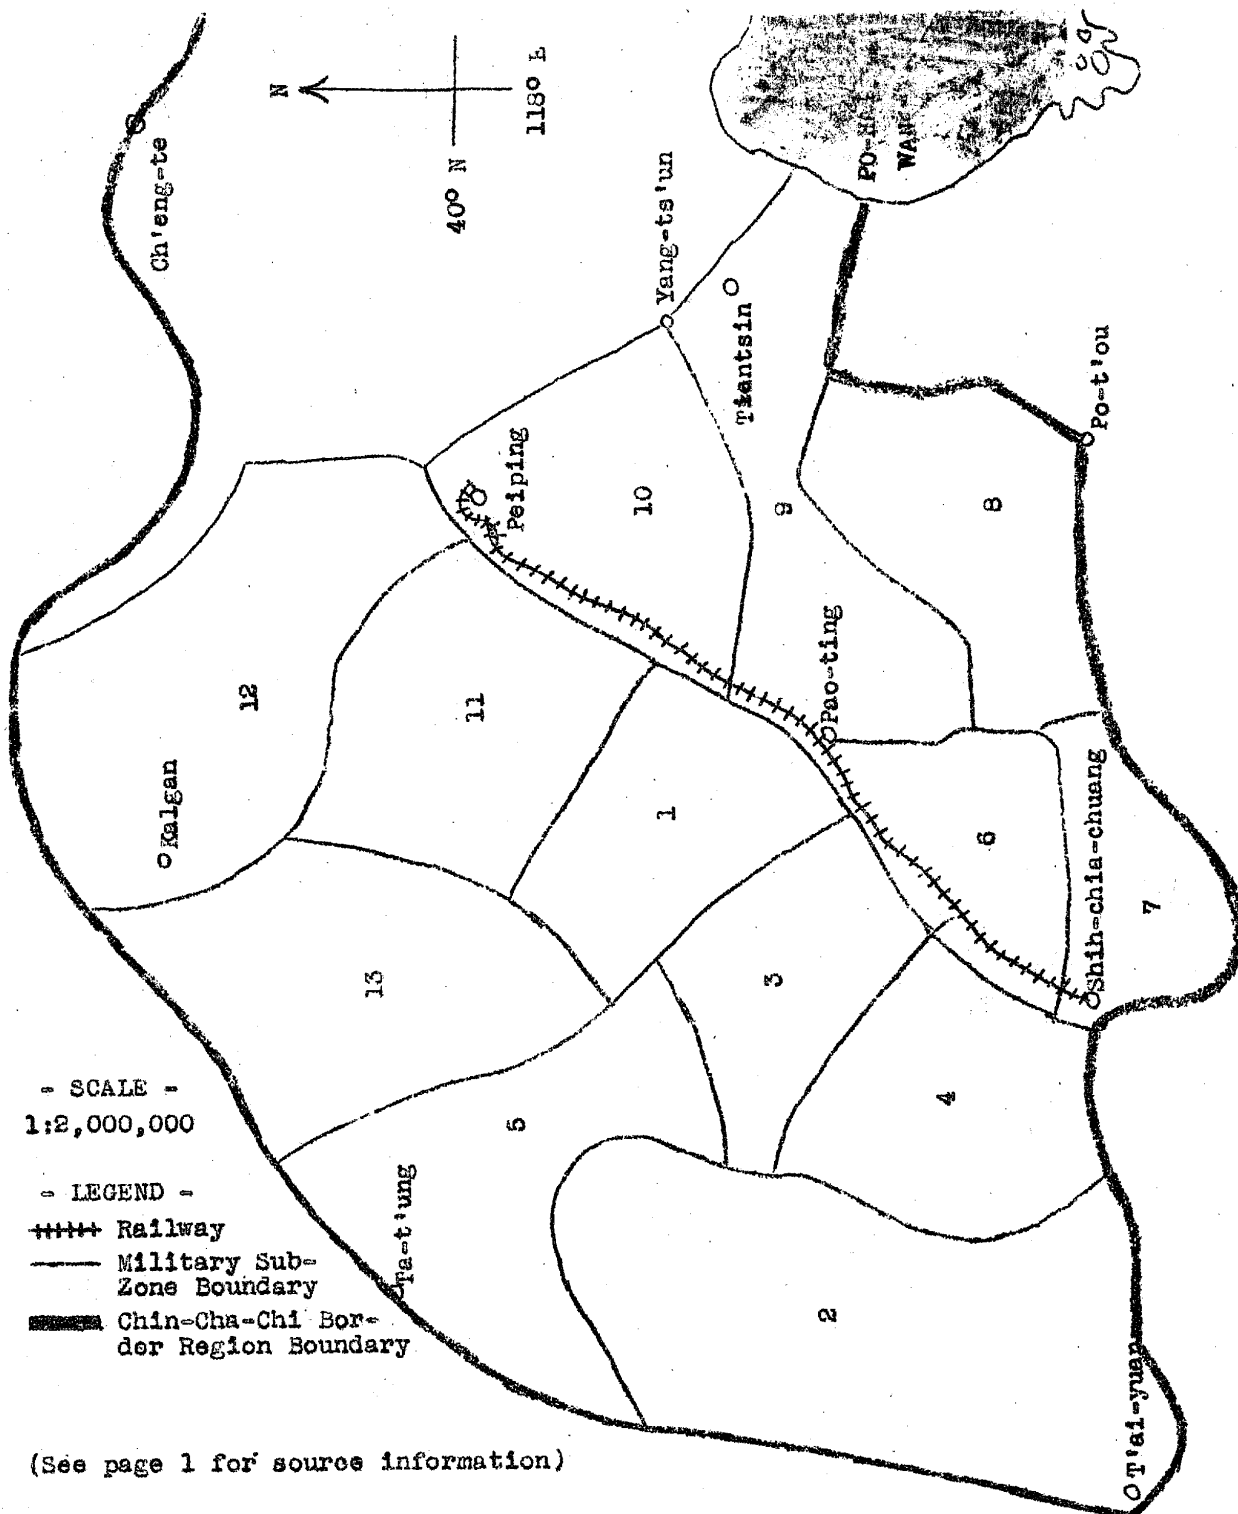 N
118° E
40° N
Ch'eng-te
PO-HAI
WAN
Yang-ts'un
Tientsin
Po-t'ou
Peiping
10
9
8
12
11
Pao-ting
Kalgan
1
6
Shih-chia-chuang
7
13
3
4
5
2
Ta-t'ung
T'ai-yuan
- SCALE -
1:2,000,000
- LEGEND -
Railway
Military Sub-
Zone Boundary
Chin-Cha-Chi Bor-
der Region Boundary
(See page 1 for source information)